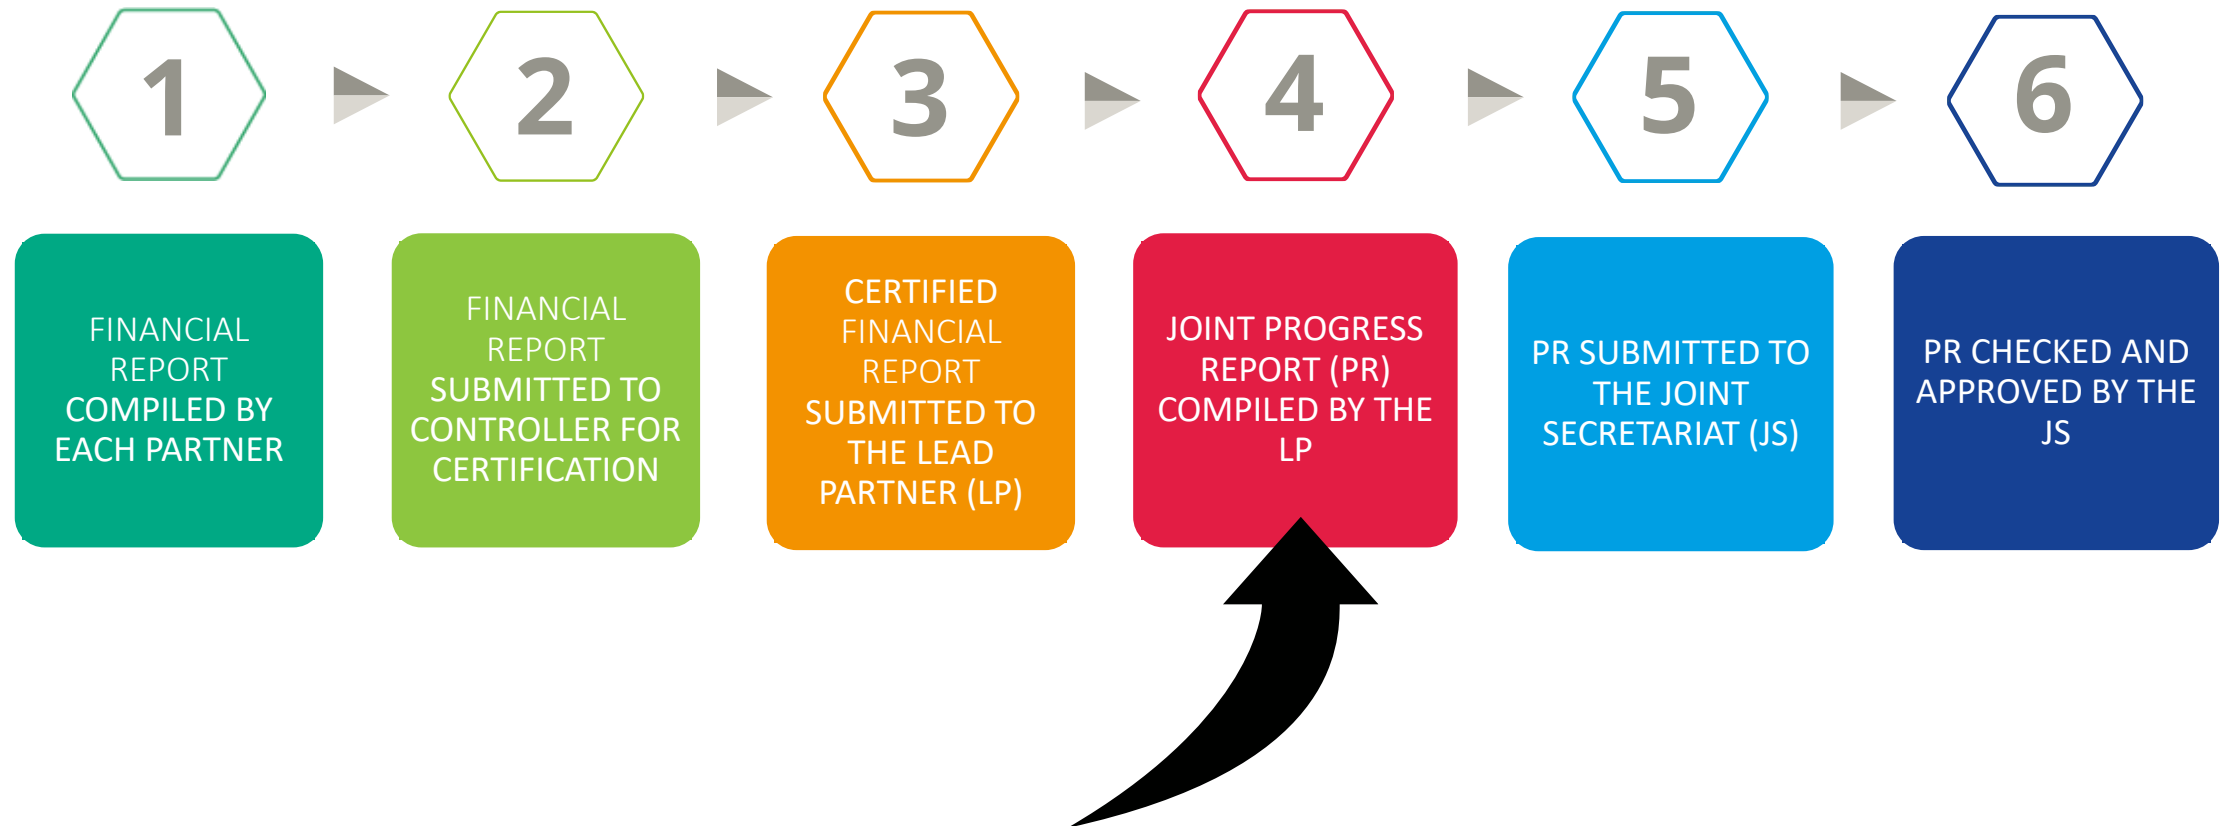 1
2
3
4
5
6
FINANCIAL
REPORT
COMPILED BY
EACH PARTNER
FINANCIAL
REPORT
SUBMITTED TO
CONTROLLER FOR
CERTIFICATION
CERTIFIED
FINANCIAL
REPORT
SUBMITTED TO
THE LEAD
PARTNER (LP)
JOINT PROGRESS
REPORT (PR)
COMPILED BY THE
LP
PR SUBMITTED TO
THE JOINT
SECRETARIAT (JS)
PR CHECKED AND
APPROVED BY THE
JS